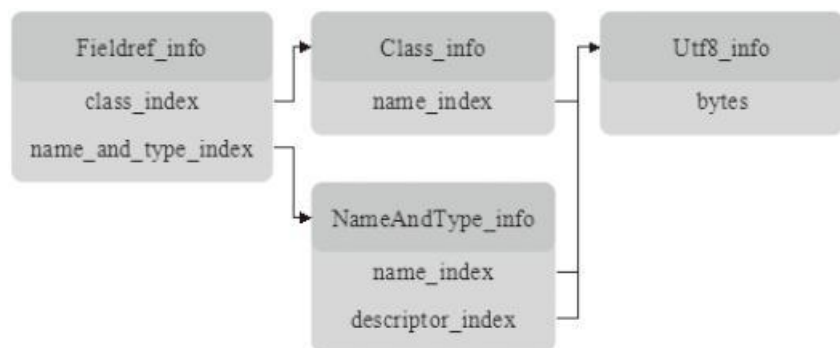 Fieldref_info
class_index
name_and_type_index
Class_info
name_index
NameAndType_info
name_index
descriptor_index
Utf8_info
bytes